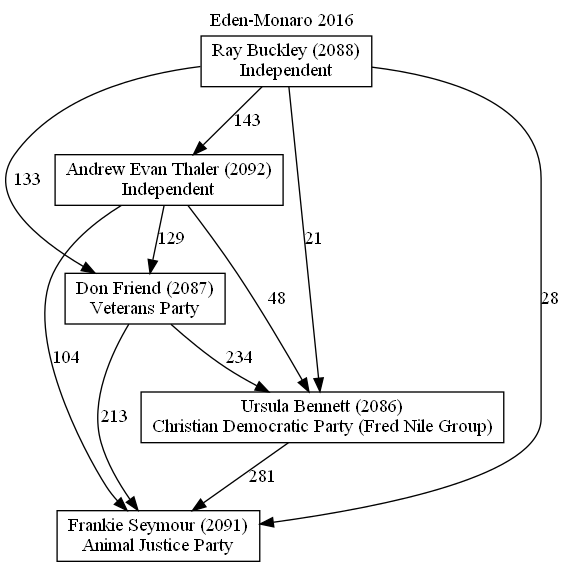 Eden-Monaro 2016
Ray Buckley (2088)
Independent
143
Andrew Evan Thaler (2092)
Independent
133
129
21
Don Friend (2087)
Veterans Party
48
28
104
234
Ursula Bennett (2086)
Christian Democratic Party (Fred Nile Group)
213
281
Frankie Seymour (2091)
Animal Justice Party